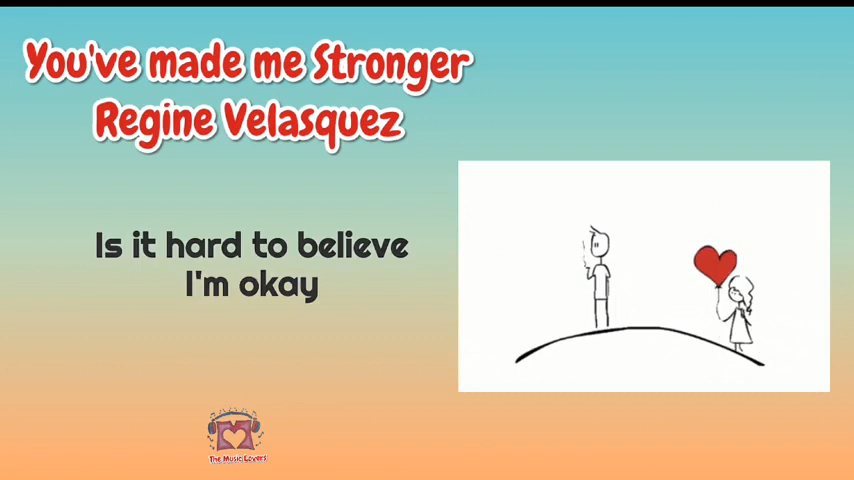 You've made me Stronger
Regine Velasquez
Is it hard to believe
I'm okay
The Music Lovers